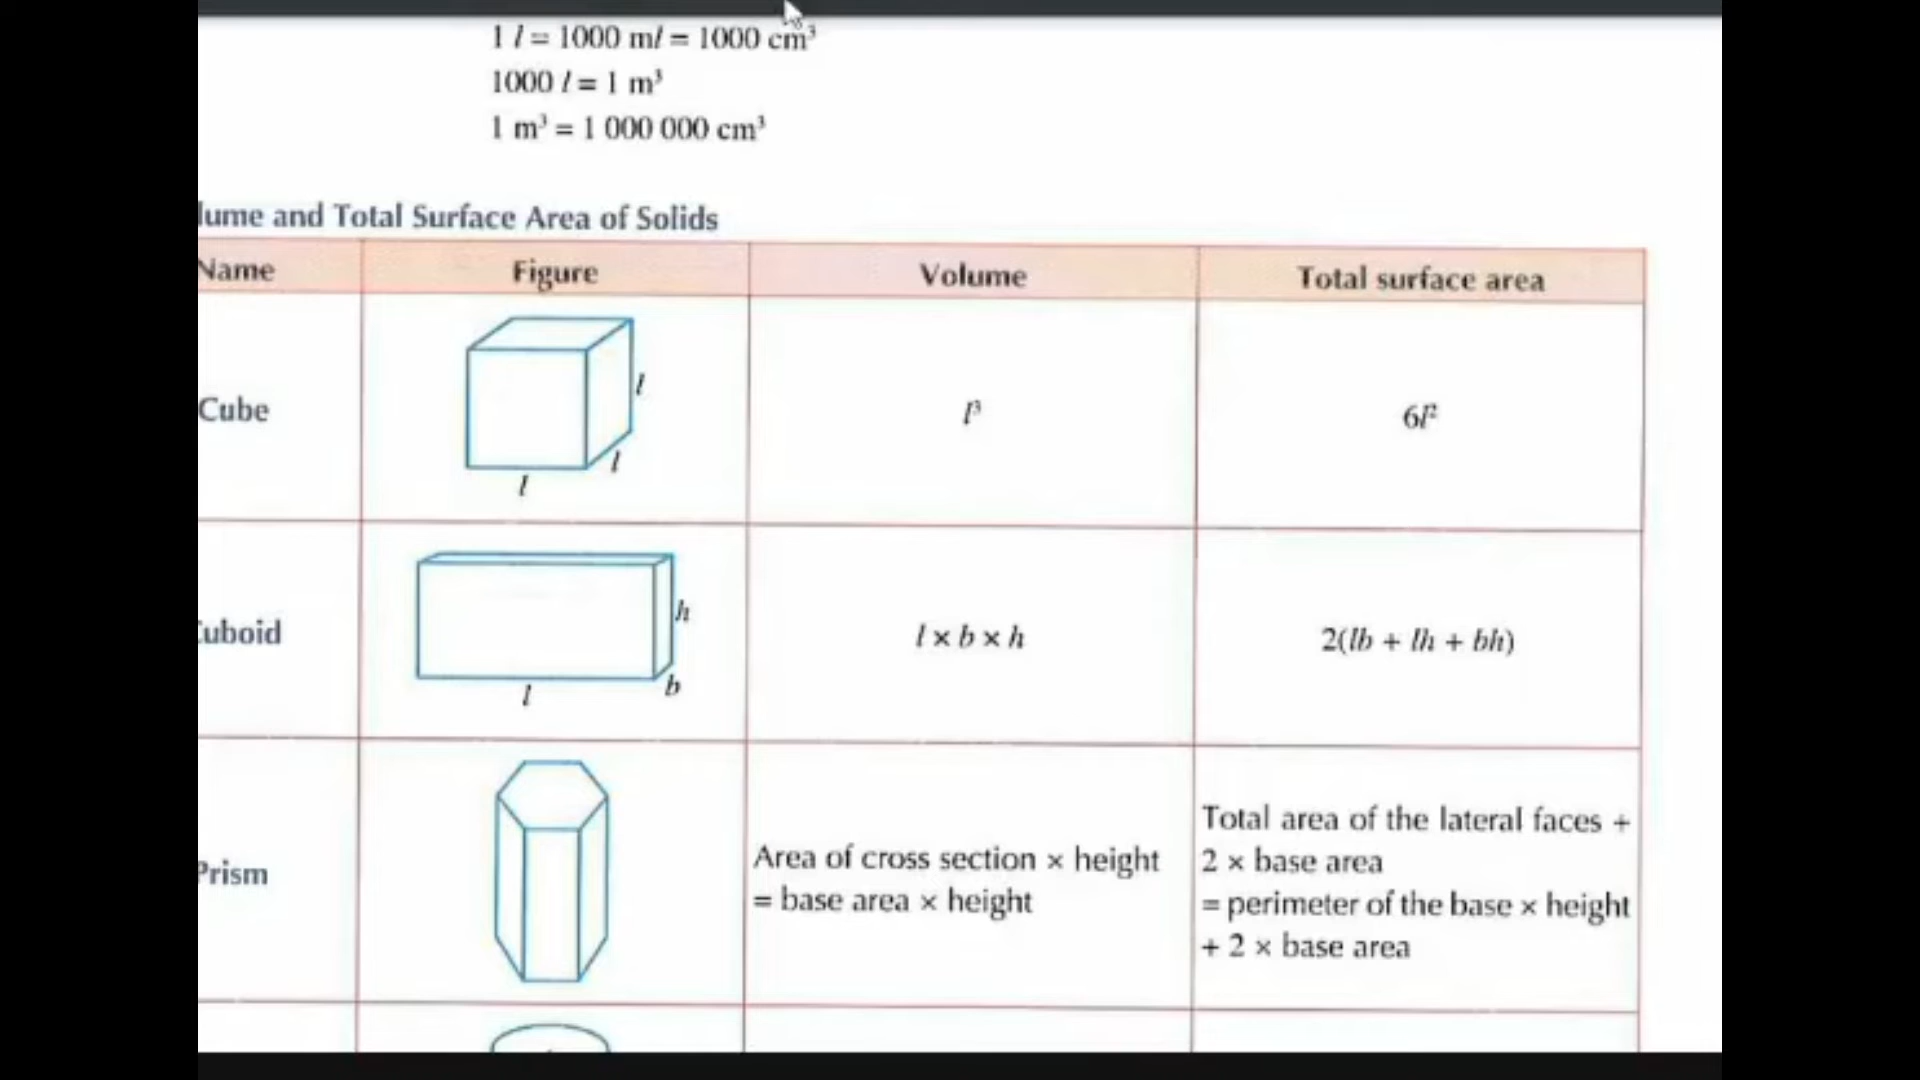 1 l = 1000 ml = 1000 cm³
1000 l = 1 m³
1 m³ = 1 000 000 cm³
lume and Total Surface Area of Solids
Name Figure Volume Total surface area
Cube l l l l³ 6l²
Cuboid h l b l × b × h 2(lb + lh + bh)
Prism
Area of cross section × height
= base area × height
Total area of the lateral faces +
2 × base area
= perimeter of the base × height
+ 2 × base area